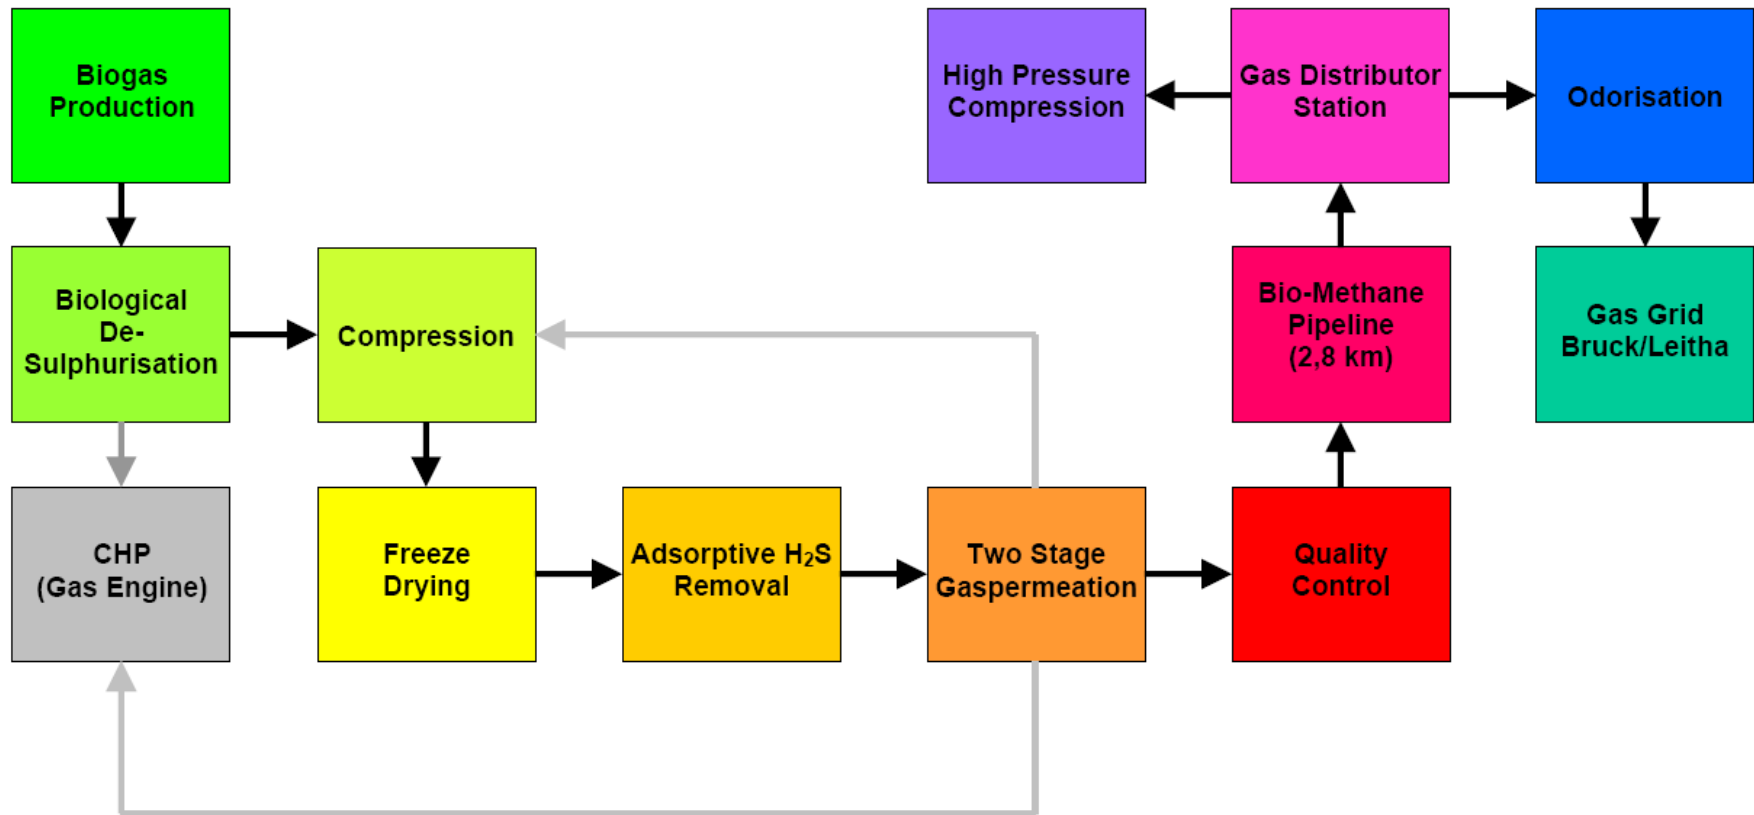 Biogas
Production
High Pressure
Compression
Gas Distributor
Station
Odorisation
Biological
De-
Sulphurisation
Compression
Bio-Methane
Pipeline
(2,8 km)
Gas Grid
Bruck/Leitha
CHP
(Gas Engine)
Freeze
Drying
Adsorptive H₂S
Removal
Two Stage
Gaspermeation
Quality
Control